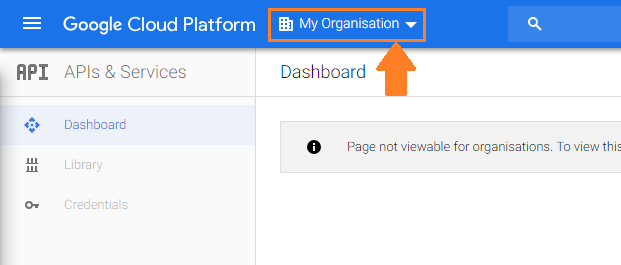 Google Cloud Platform My Organisation
API APIs & Services Dashboard
Dashboard
Page not viewable for organisations. To view this
Library
Credentials